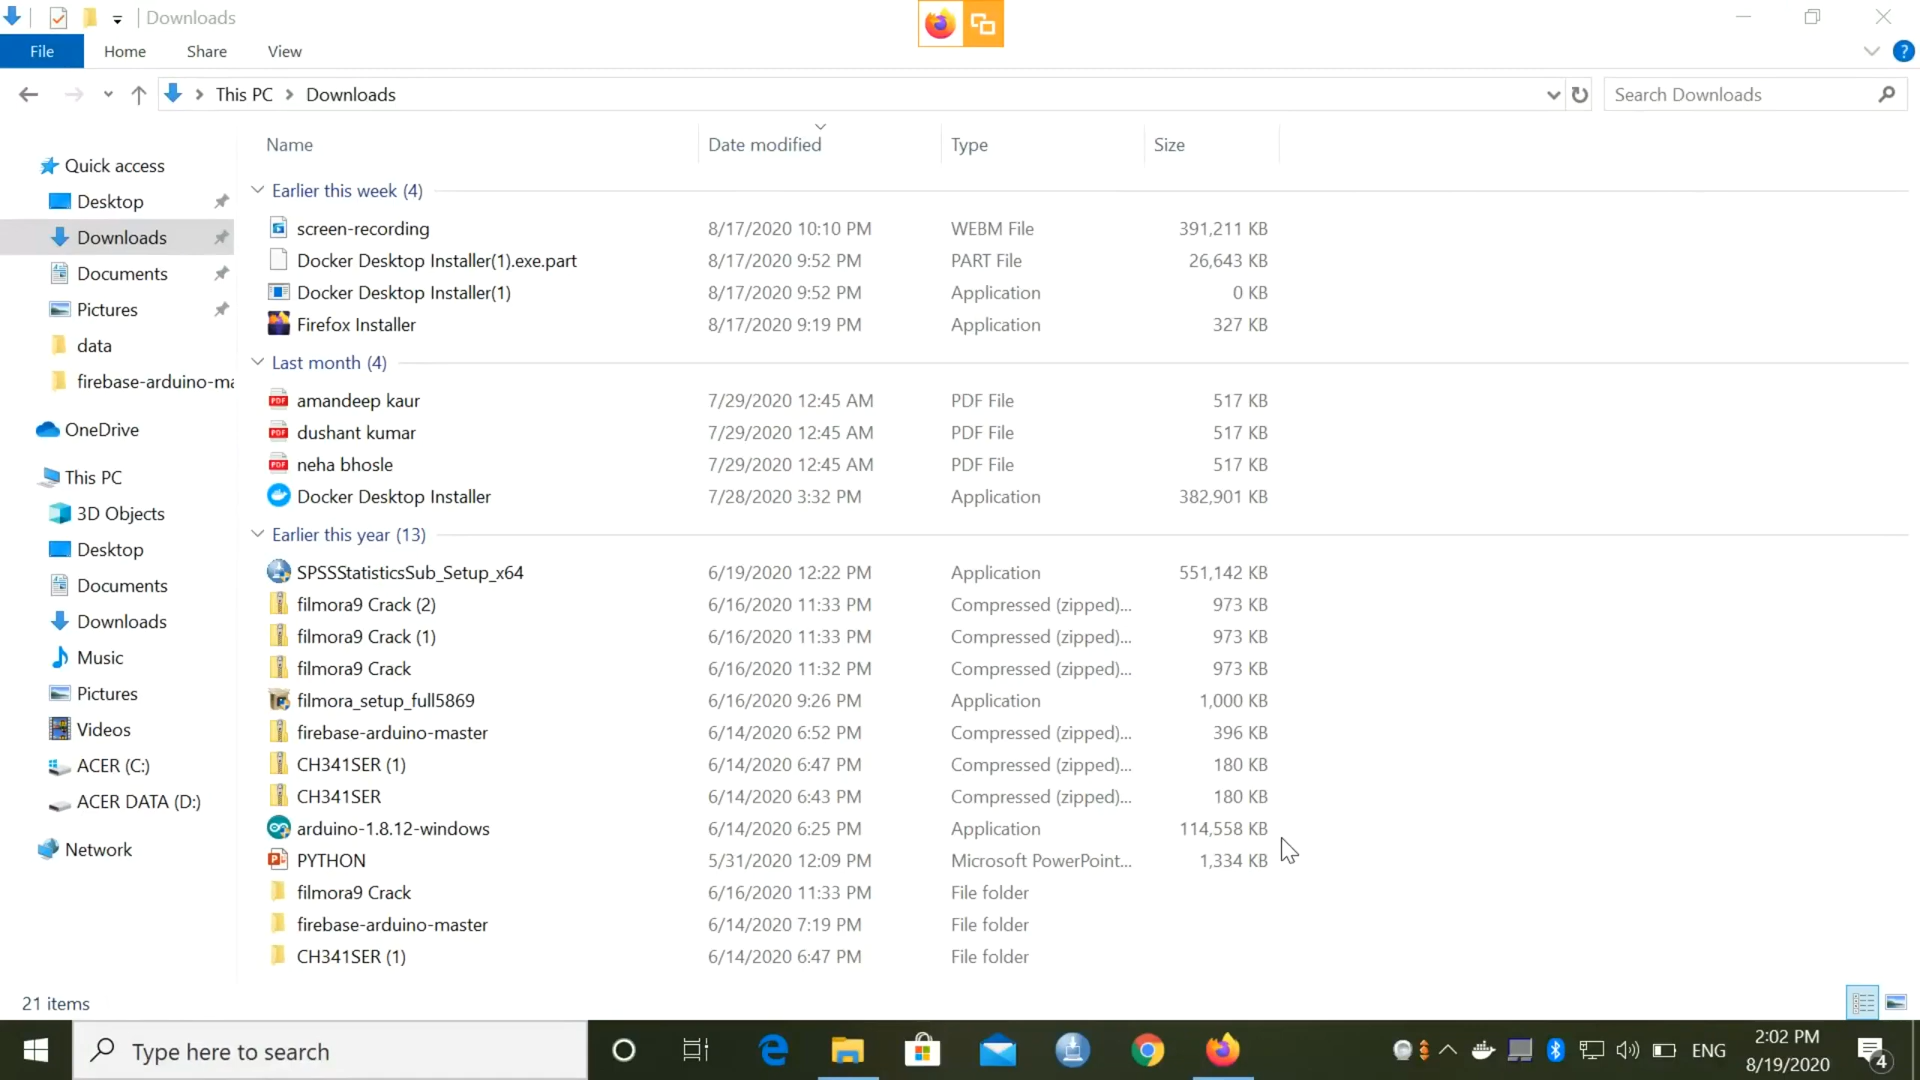 Downloads
File Home Share View
This PC Downloads
Search Downloads
Name Date modified Type Size
Quick access
Desktop
Downloads
Documents
Pictures
data
firebase-arduino-ma
OneDrive
This PC
3D Objects
Desktop
Documents
Downloads
Music
Pictures
Videos
ACER (C:)
ACER DATA (D:)
Network
Earlier this week (4)
screen-recording 8/17/2020 10:10 PM WEBM File 391,211 KB
Docker Desktop Installer(1).exe.part 8/17/2020 9:52 PM PART File 26,643 KB
Docker Desktop Installer(1) 8/17/2020 9:52 PM Application 0 KB
Firefox Installer 8/17/2020 9:19 PM Application 327 KB
Last month (4)
amandeep kaur 7/29/2020 12:45 AM PDF File 517 KB
dushant kumar 7/29/2020 12:45 AM PDF File 517 KB
neha bhosle 7/29/2020 12:45 AM PDF File 517 KB
Docker Desktop Installer 7/28/2020 3:32 PM Application 382,901 KB
Earlier this year (13)
SPSSStatisticsSub_Setup_x64 6/19/2020 12:22 PM Application 551,142 KB
filmora9 Crack (2) 6/16/2020 11:33 PM Compressed (zipped)... 973 KB
filmora9 Crack (1) 6/16/2020 11:33 PM Compressed (zipped)... 973 KB
filmora9 Crack 6/16/2020 11:32 PM Compressed (zipped)... 973 KB
filmora_setup_full5869 6/16/2020 9:26 PM Application 1,000 KB
firebase-arduino-master 6/14/2020 6:52 PM Compressed (zipped)... 396 KB
CH341SER (1) 6/14/2020 6:47 PM Compressed (zipped)... 180 KB
CH341SER 6/14/2020 6:43 PM Compressed (zipped)... 180 KB
arduino-1.8.12-windows 6/14/2020 6:25 PM Application 114,558 KB
PYTHON 5/31/2020 12:09 PM Microsoft PowerPoint... 1,334 KB
filmora9 Crack 6/16/2020 11:33 PM File folder
firebase-arduino-master 6/14/2020 7:19 PM File folder
CH341SER (1) 6/14/2020 6:47 PM File folder
21 items
Type here to search
ENG
2:02 PM
8/19/2020
4